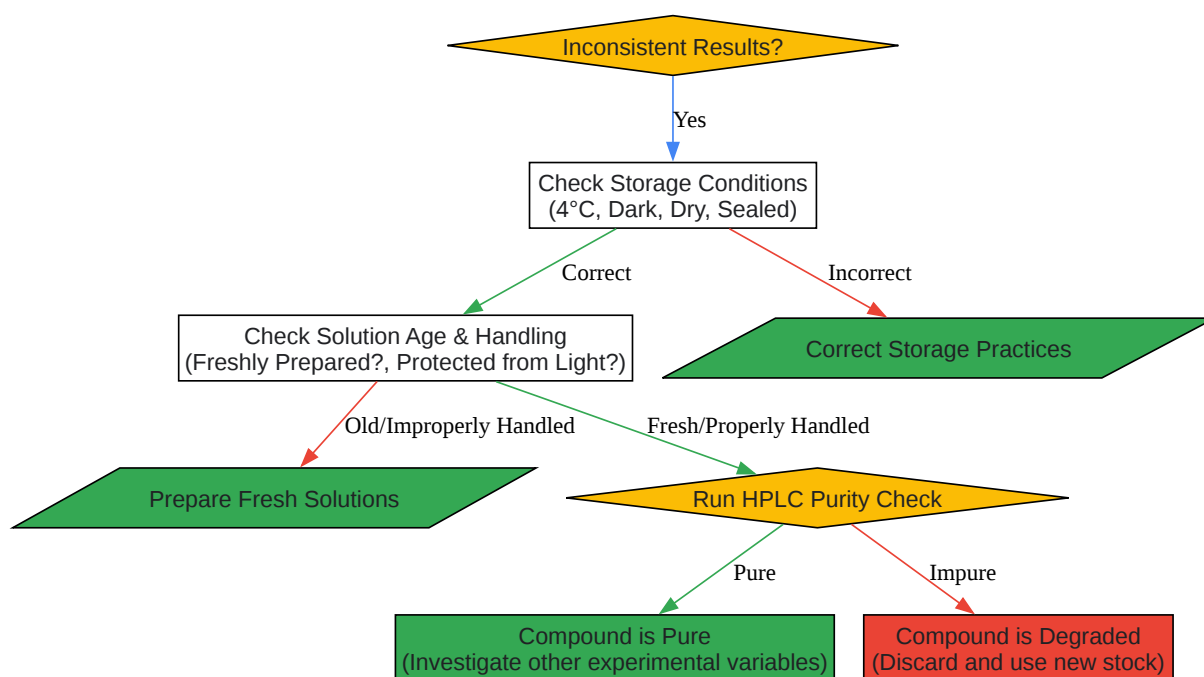 Inconsistent Results?
Yes
Check Storage Conditions
(4°C, Dark, Dry, Sealed)
Correct
Incorrect
Check Solution Age & Handling
(Freshly Prepared?, Protected from Light?)
Correct Storage Practices
Old/Improperly Handled
Fresh/Properly Handled
Prepare Fresh Solutions
Run HPLC Purity Check
Pure
Impure
Compound is Pure
(Investigate other experimental variables)
Compound is Degraded
(Discard and use new stock)